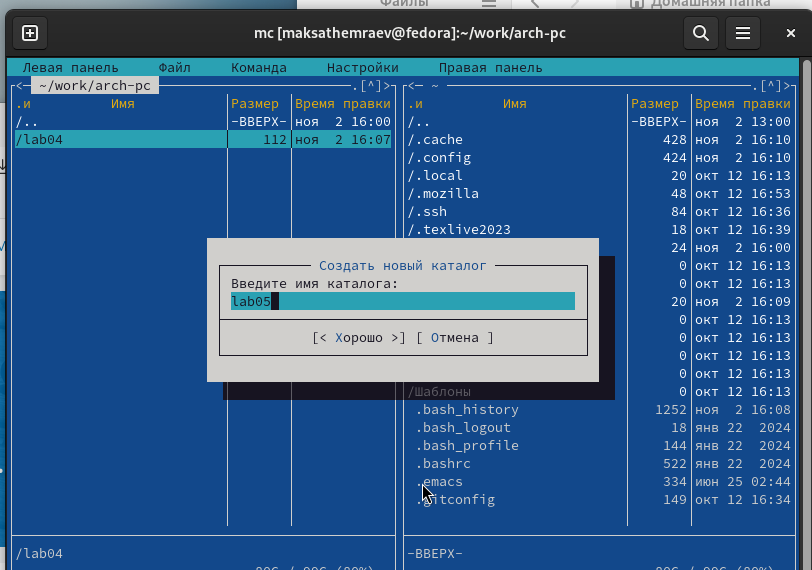 Файлы
Домашняя папка
mc [maksathemraev@fedora]:~/work/arch-pc
Левая панель Файл Команда Настройки Правая панель
<— ~/work/arch-pc .[^]>
.и Имя Размер Время правки
/.. -ВВЕРХ- ноя 2 16:00
/lab04 112 ноя 2 16:07
/lab04
<— ~ .[^]>
.и Имя Размер Время правки
/.. -ВВЕРХ- ноя 2 13:00
/.cache 428 ноя 2 16:10
/.config 424 ноя 2 16:10
/.local 20 окт 12 16:13
/.mozilla 48 окт 12 16:53
/.ssh 84 окт 12 16:36
/.texlive2023 18 окт 12 16:39
24 ноя 2 16:00
0 окт 12 16:13
0 окт 12 16:13
20 ноя 2 16:09
0 окт 12 16:13
0 окт 12 16:13
0 окт 12 16:13
0 окт 12 16:13
/Шаблоны 0 окт 12 16:13
.bash_history 1252 ноя 2 16:08
.bash_logout 18 янв 22 2024
.bash_profile 144 янв 22 2024
.bashrc 522 янв 22 2024
.emacs 334 июн 25 02:44
.gitconfig 149 окт 12 16:34
-ВВЕРХ-
Создать новый каталог
Введите имя каталога:
lab05
[< Хорошо >] [ Отмена ]